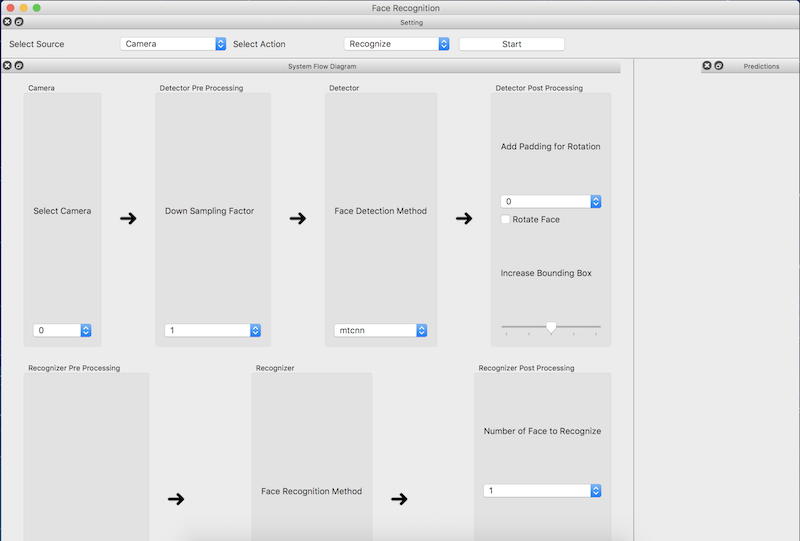 Face Recognition
Setting
Select Source Camera Select Action Recognize Start
System Flow Diagram Predictions
Camera Detector Pre Processing Detector Detector Post Processing
Add Padding for Rotation
0
Rotate Face
Select Camera Down Sampling Factor Face Detection Method
Increase Bounding Box
0 1 mtcnn
Recognizer Pre Processing Recognizer Recognizer Post Processing
Number of Face to Recognize
Face Recognition Method 1